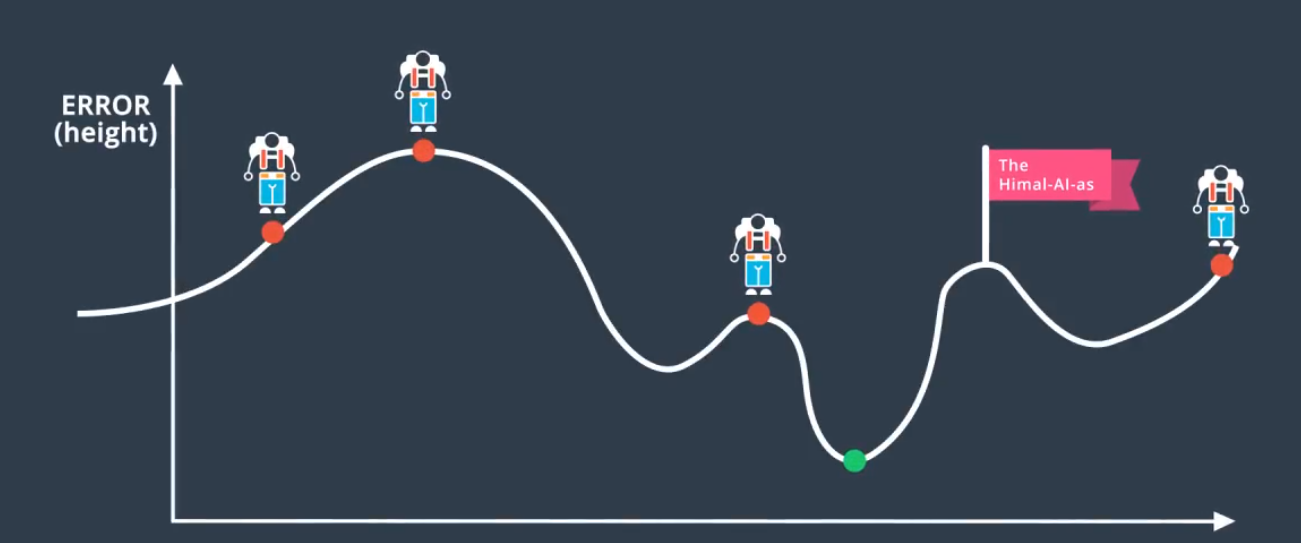 ERROR
(height)
The
Himal-AI-as